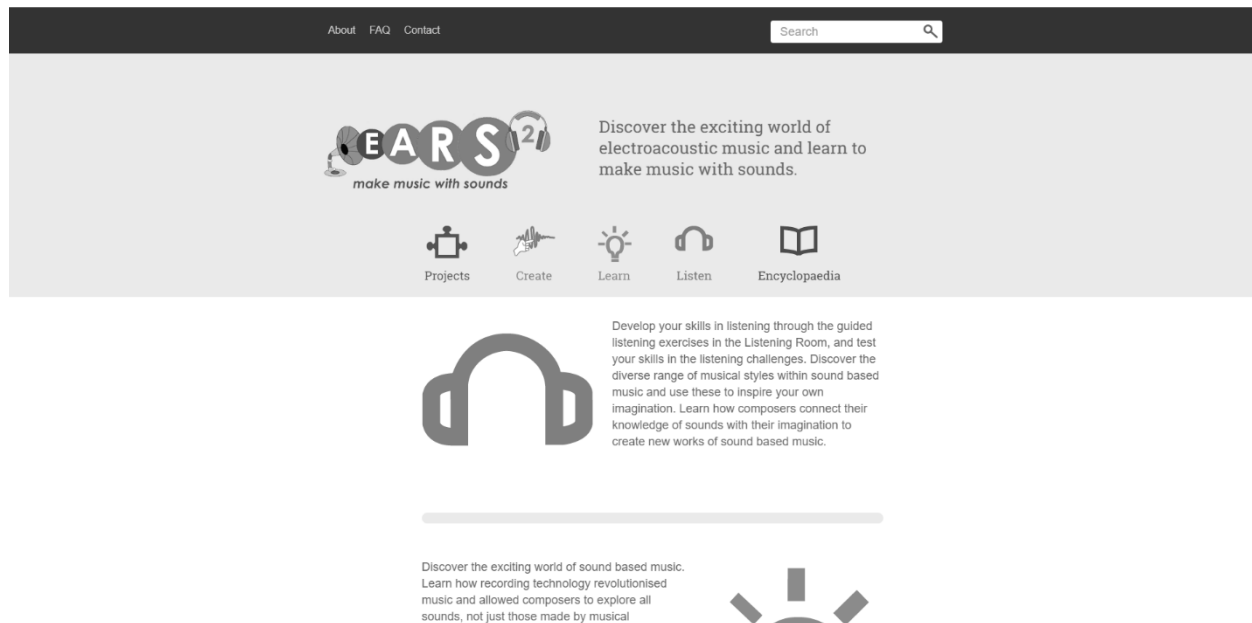 About FAQ Contact
Search
EARS 2
make music with sounds
Discover the exciting world of
electroacoustic music and learn to
make music with sounds.
Projects Create Learn Listen Encyclopaedia
Develop your skills in listening through the guided
listening exercises in the Listening Room, and test
your skills in the listening challenges. Discover the
diverse range of musical styles within sound based
music and use these to inspire your own
imagination. Learn how composers connect their
knowledge of sounds with their imagination to
create new works of sound based music.
Discover the exciting world of sound based music.
Learn how recording technology revolutionised
music and allowed composers to explore all
sounds, not just those made by musical